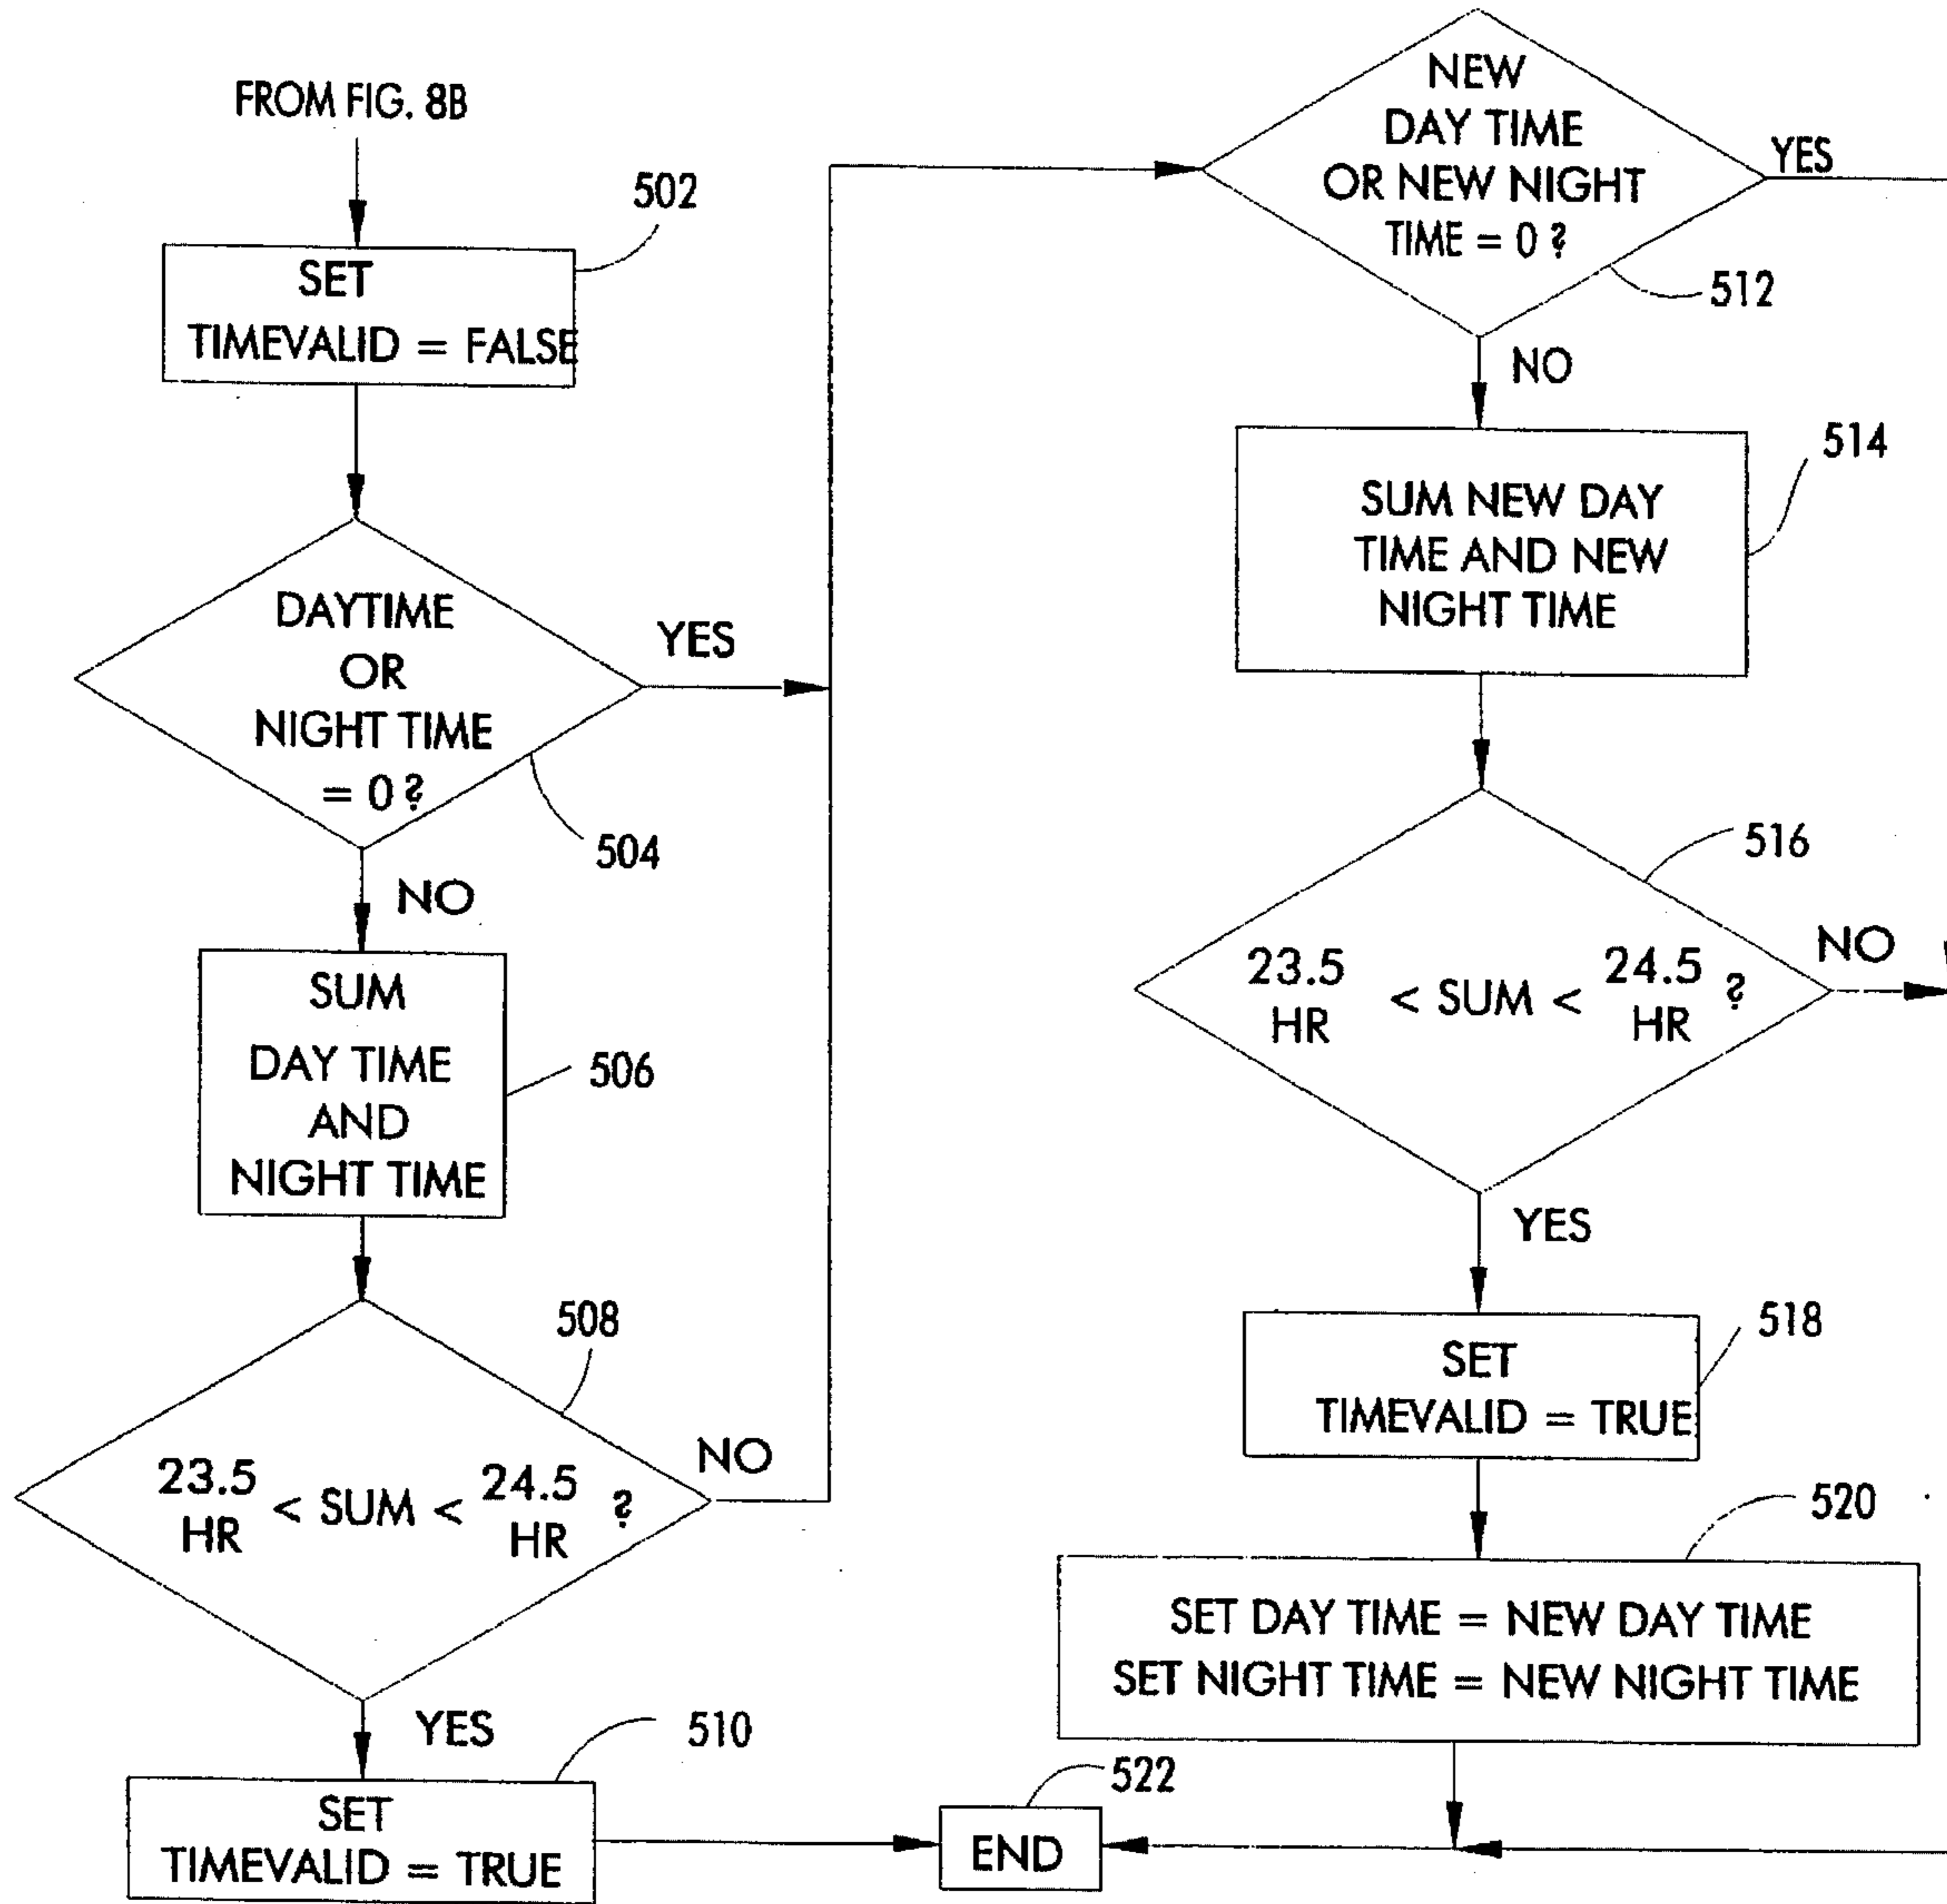 FROM FIG. 8B
502
SET
TIMEVALID = FALSE
DAYTIME
OR
NIGHT TIME
= 0 ?
YES
504
NO
SUM
DAY TIME
AND
NIGHT TIME
506
508
23.5
HR < SUM < 24.5
HR ?
NO
YES
510
SET
TIMEVALID = TRUE
NEW
DAY TIME
OR NEW NIGHT
TIME = 0 ?
YES
512
NO
514
SUM NEW DAY
TIME AND NEW
NIGHT TIME
516
23.5
HR < SUM < 24.5
HR ?
NO
YES
518
SET
TIMEVALID = TRUE
520
SET DAY TIME = NEW DAY TIME
SET NIGHT TIME = NEW NIGHT TIME
522
END